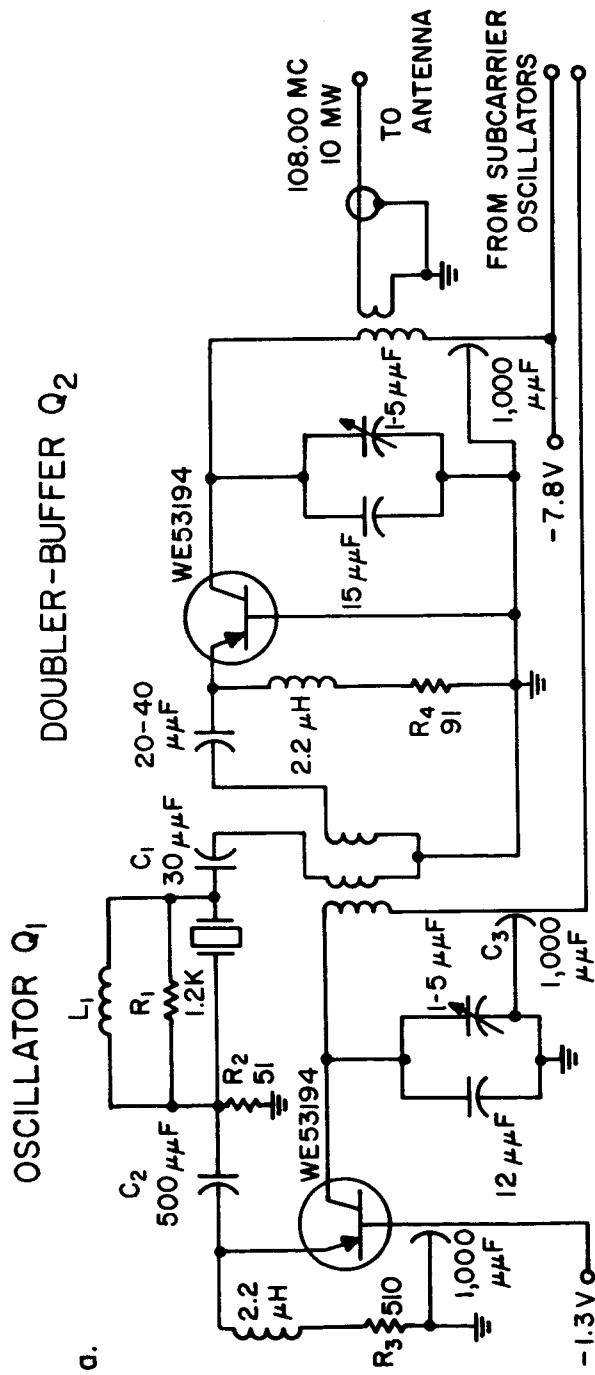 a.
OSCILLATOR Q1
DOUBLER-BUFFER Q2
L1
R1
1.2K
C1
30 μμF
C2
500 μμF
R2
51
20-40
μμF
WE53194
2.2
μH
R3
510
1,000
μμF
-1.3V
WE53194
12 μμF
1-5 μμF
C3
1,000
μμF
2.2 μH
R4
91
15 μμF
1-5 μμF
1,000
μμF
-7.8V
108.00 MC
10 MW
TO
ANTENNA
FROM SUBCARRIER
OSCILLATORS